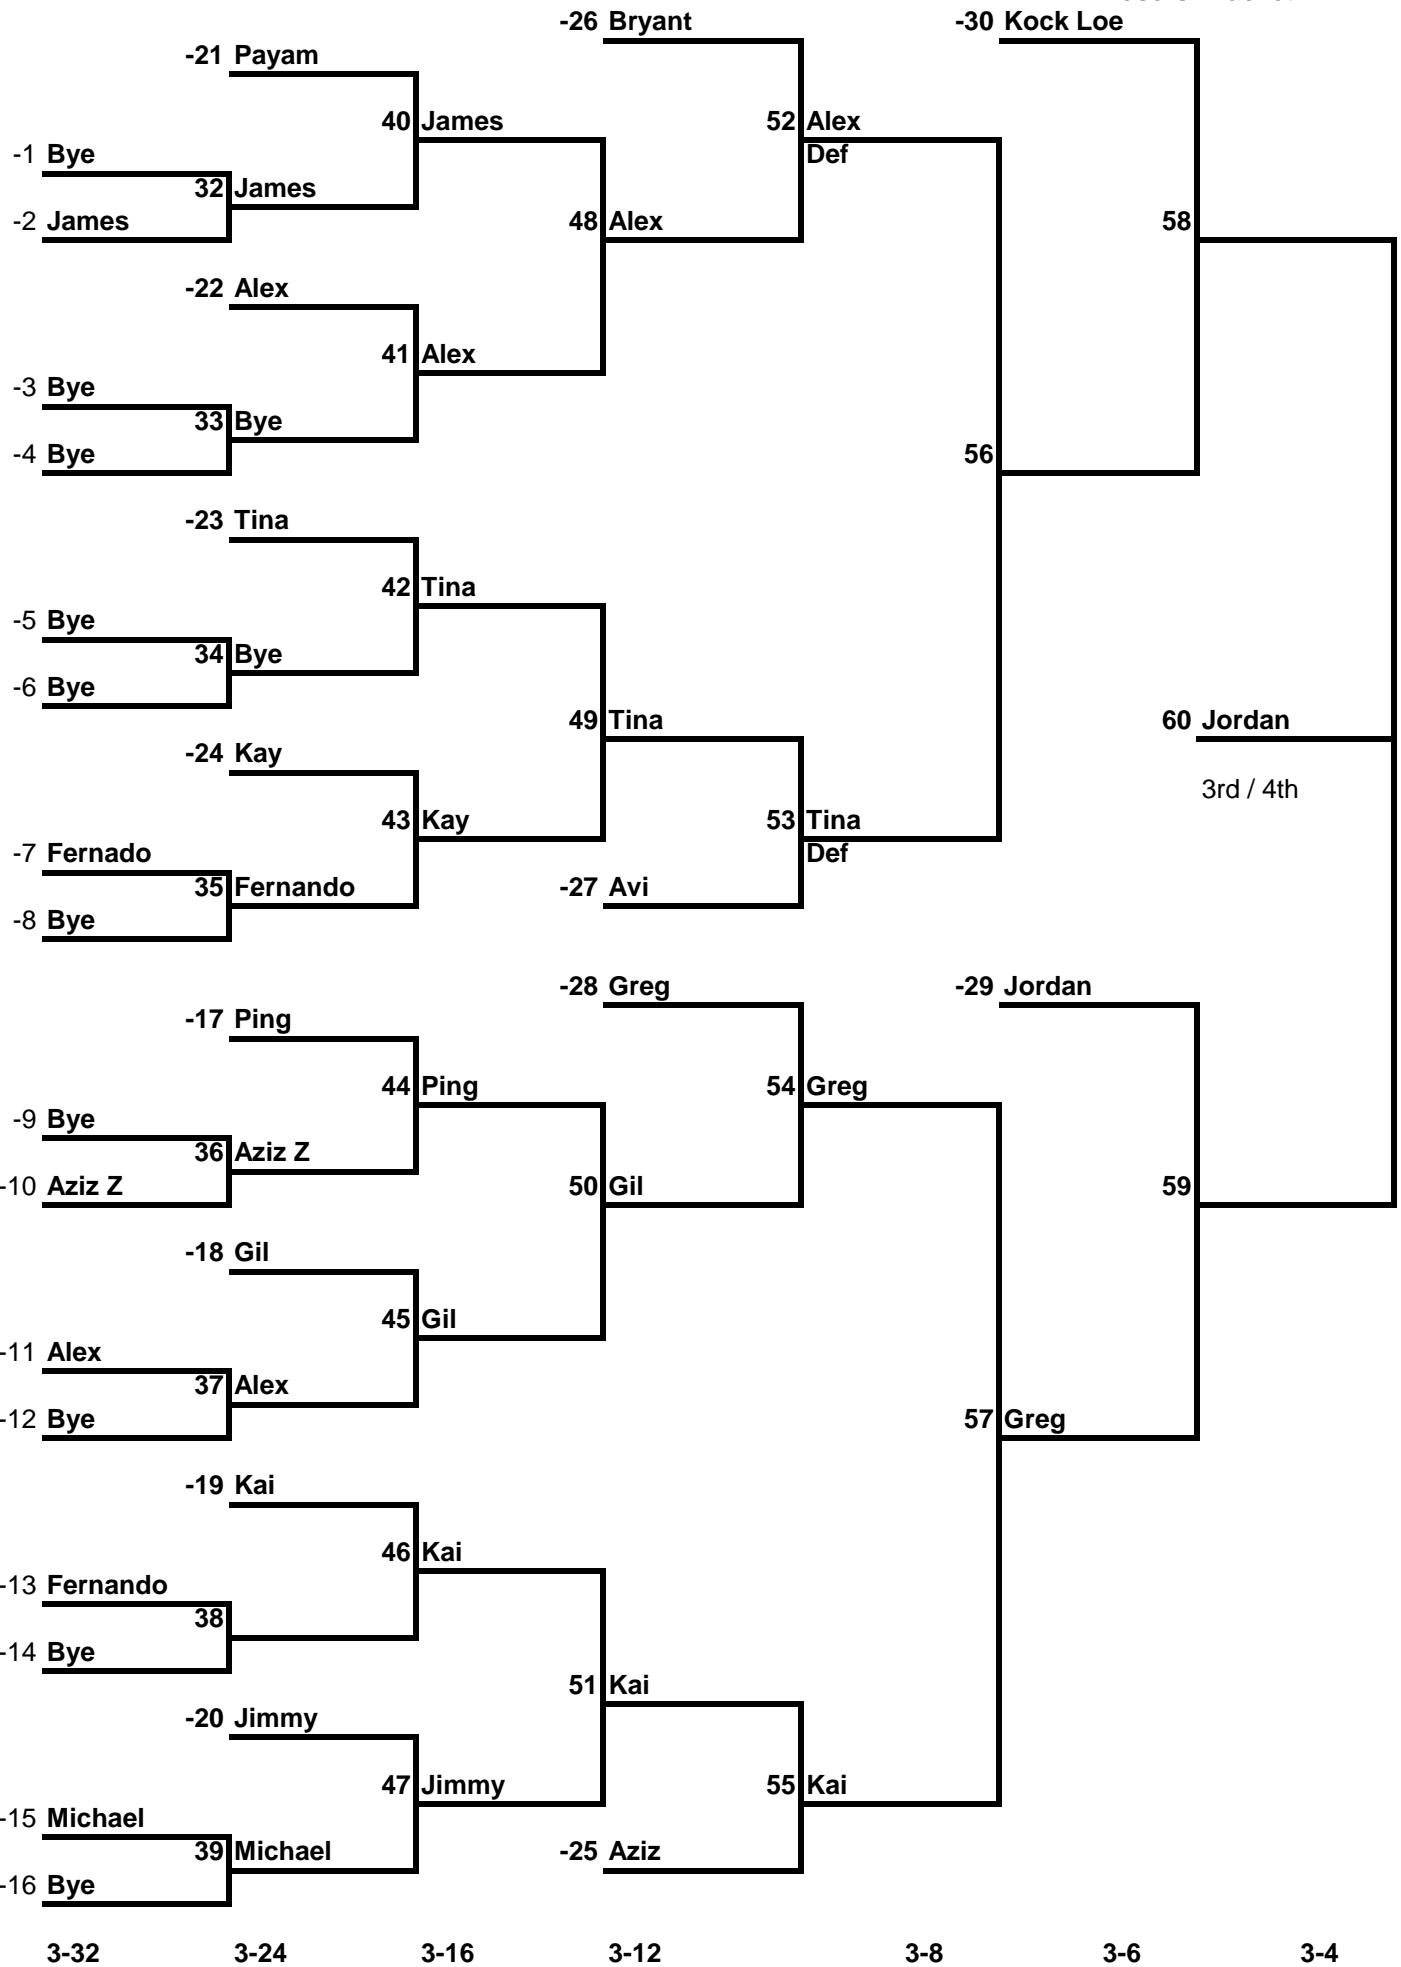 -26 Bryant
-30 Kock Loe
-21 Payam
40 James
52 Alex
Def
-1 Bye
32 James
-2 James
48 Alex
58
-22 Alex
41 Alex
-3 Bye
33 Bye
-4 Bye
56
-23 Tina
42 Tina
-5 Bye
34 Bye
-6 Bye
49 Tina
60 Jordan
-24 Kay
3rd / 4th
43 Kay
53 Tina
Def
-7 Fernado
35 Fernando
-27 Avi
-8 Bye
-28 Greg
-29 Jordan
-17 Ping
44 Ping
54 Greg
-9 Bye
36 Aziz Z
-10 Aziz Z
50 Gil
59
-18 Gil
45 Gil
-11 Alex
37 Alex
-12 Bye
57 Greg
-19 Kai
46 Kai
-13 Fernando
38
-14 Bye
51 Kai
-20 Jimmy
47 Jimmy
55 Kai
-15 Michael
39 Michael
-25 Aziz
-16 Bye
3-32 3-24 3-16 3-12 3-8 3-6 3-4